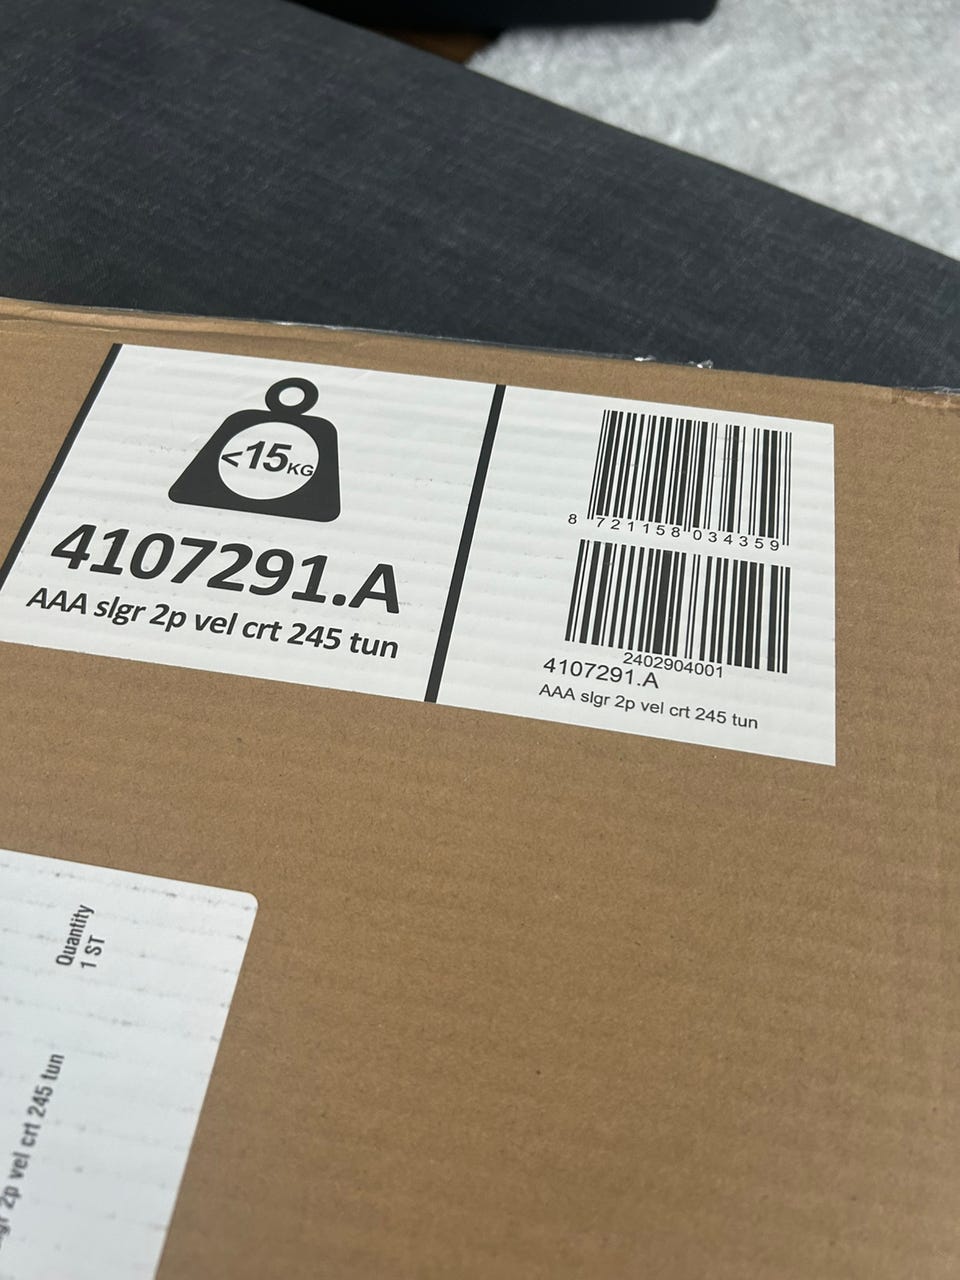 <15KG
4107291.A
AAA slgr 2p vel crt 245 tun
8 721158 034359
2402904001
4107291.A
AAA slgr 2p vel crt 245 tun
Quantity
1 ST
2p vel crt 245 tun